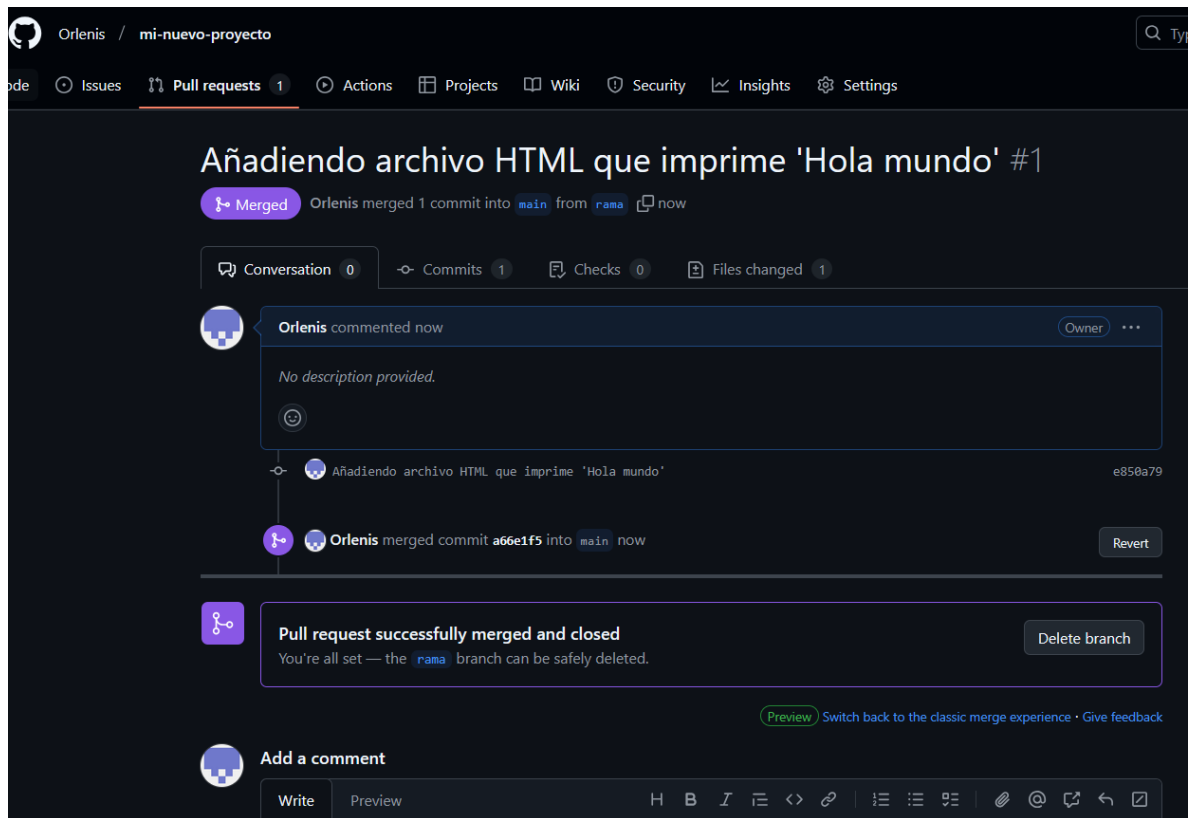 Orlenis / mi-nuevo-proyecto
Issues Pull requests 1 Actions Projects Wiki Security Insights Settings
Añadiendo archivo HTML que imprime 'Hola mundo' #1
Merged Orlenis merged 1 commit into main from rama now
Conversation 0 Commits 1 Checks 0 Files changed 1
Orlenis commented now Owner
No description provided.
Añadiendo archivo HTML que imprime 'Hola mundo' e850a79
Orlenis merged commit a66e1f5 into main now Revert
Pull request successfully merged and closed
You're all set — the rama branch can be safely deleted.
Delete branch
Preview Switch back to the classic merge experience · Give feedback
Add a comment
Write Preview H B I